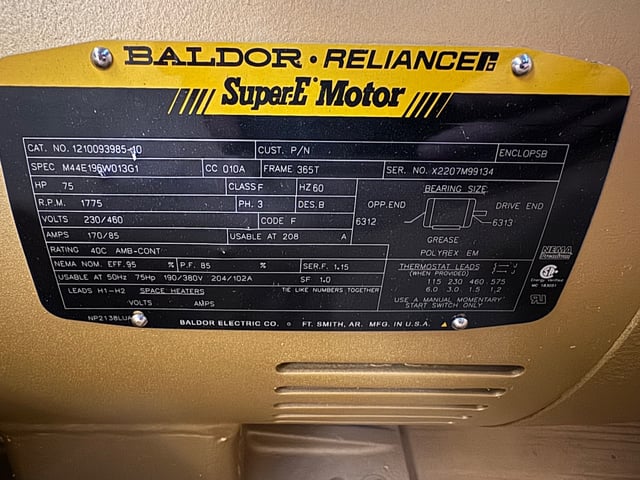 BALDOR · RELIANCE
Super-E Motor
CAT. NO. 1210093985-10 CUST. P/N ENCLOPSB
SPEC M44E196W013G1 CC 010A FRAME 365T SER. NO. X2207M99134
HP 75 CLASS F HZ 60 BEARING SIZE
R.P.M. 1775 PH. 3 DES. B OPP. END DRIVE END
VOLTS 230/460 CODE F 6312 6313
AMPS 170/85 USABLE AT 208 A GREASE
RATING 40C AMB-CONT POLYREX EM NEMA
NEMA NOM. EFF. 95 % P.F. 85 % SER.F. 1.15 THERMOSTAT LEADS
(WHEN PROVIDED)
USABLE AT 50Hz 75Hp 190/380V 204/102A SF 1.0 115 230 460 575
6.0 3.0 1.5 1.2
LEADS H1-H2 SPACE HEATERS TIE LIKE NUMBERS TOGETHER USE A MANUAL MOMENTARY
VOLTS AMPS START SWITCH ONLY
NP2138LUA BALDOR ELECTRIC CO. FT. SMITH, AR. MFG. IN U.S.A.